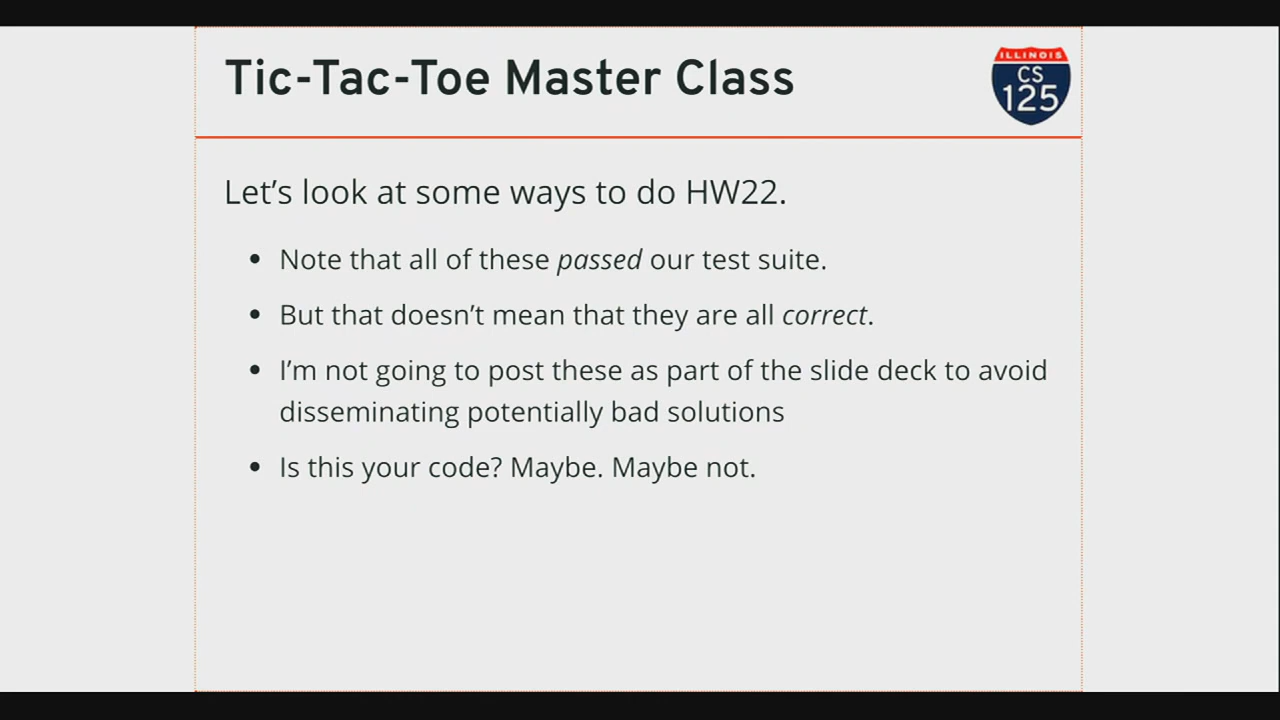 Tic-Tac-Toe Master Class
ILLINOIS
CS
125
Let's look at some ways to do HW22.
• Note that all of these passed our test suite.
• But that doesn't mean that they are all correct.
• I'm not going to post these as part of the slide deck to avoid
disseminating potentially bad solutions
• Is this your code? Maybe. Maybe not.